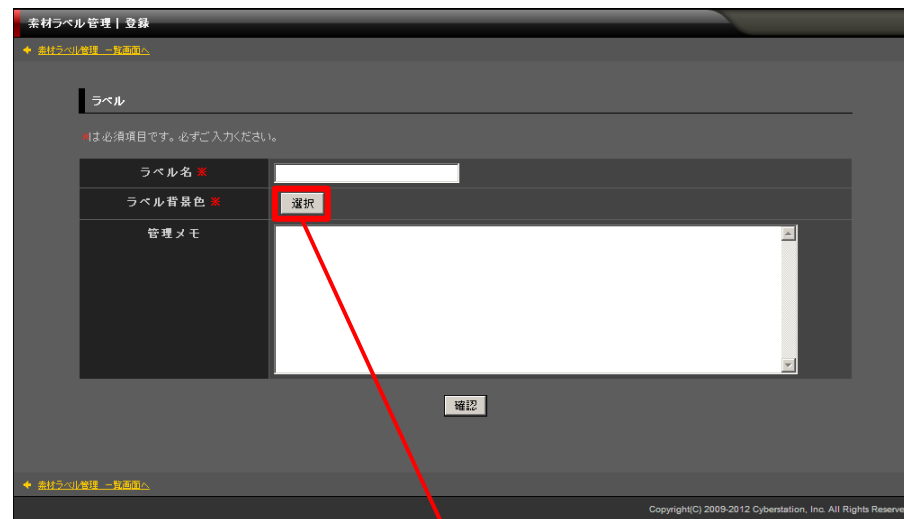 素材ラベル管理 | 登録
素材ラベル管理 一覧画面へ
ラベル
※は必須項目です。必ずご入力ください。
ラベル名 ※
ラベル背景色 ※ 選択
管理メモ
確認
素材ラベル管理 一覧画面へ
Copyright(C) 2009-2012 Cyberstation, Inc. All Rights Reserve